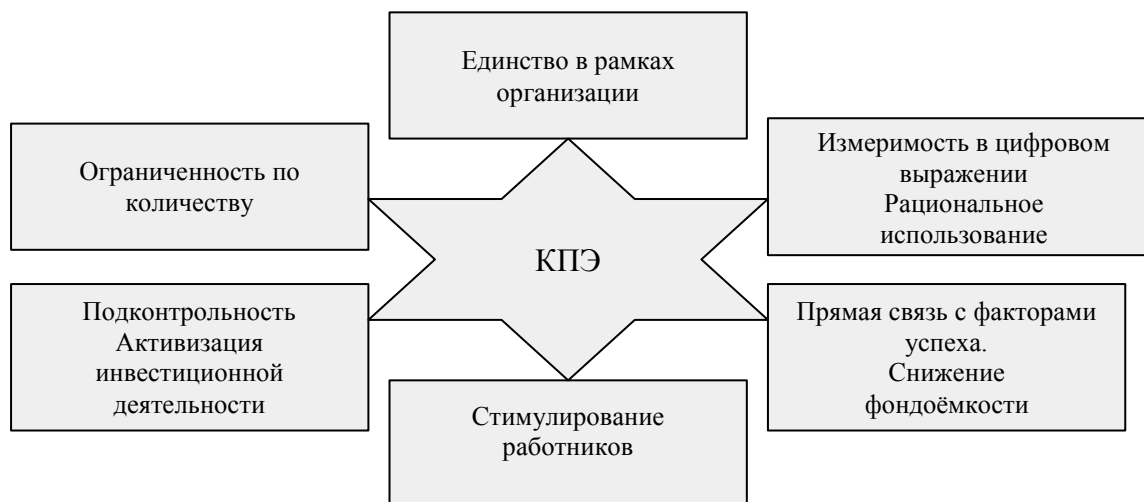 Единство в рамках
организации
Ограниченность по
количеству
Измеримость в цифровом
выражении
Рациональное
использование
КПЭ
Подконтрольность
Активизация
инвестиционной
деятельности
Прямая связь с факторами
успеха.
Снижение
фондоёмкости
Стимулирование
работников